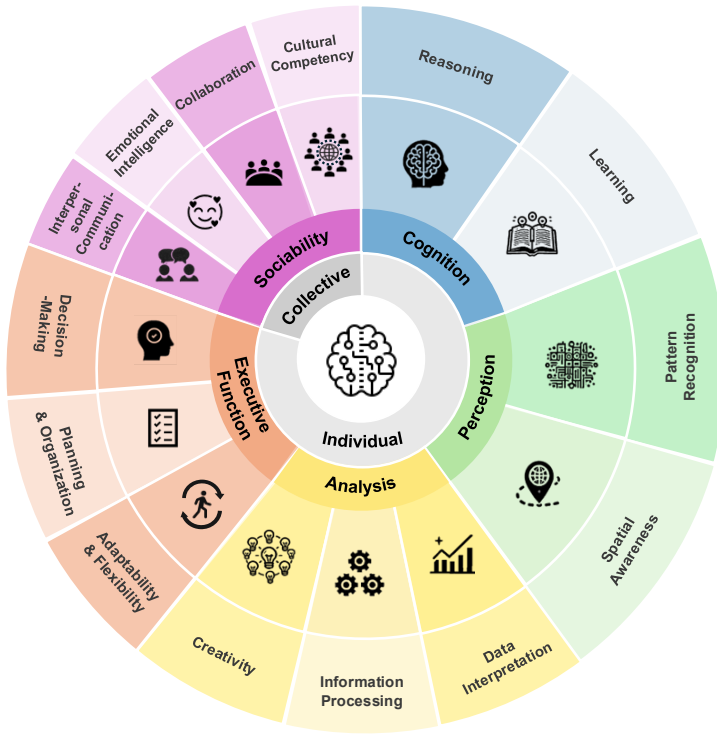 Cultural
Competency
Reasoning
Learning
Pattern
Recognition
Spatial
Awareness
Data
Interpretation
Information
Processing
Creativity
Adaptability
& Flexibility
Planning
& Organization
Decision
-Making
Interper-
sonal
Communi-
cation
Emotional
Intelligence
Collaboration
Sociability
Cognition
Perception
Analysis
Executive
Function
Collective
Individual